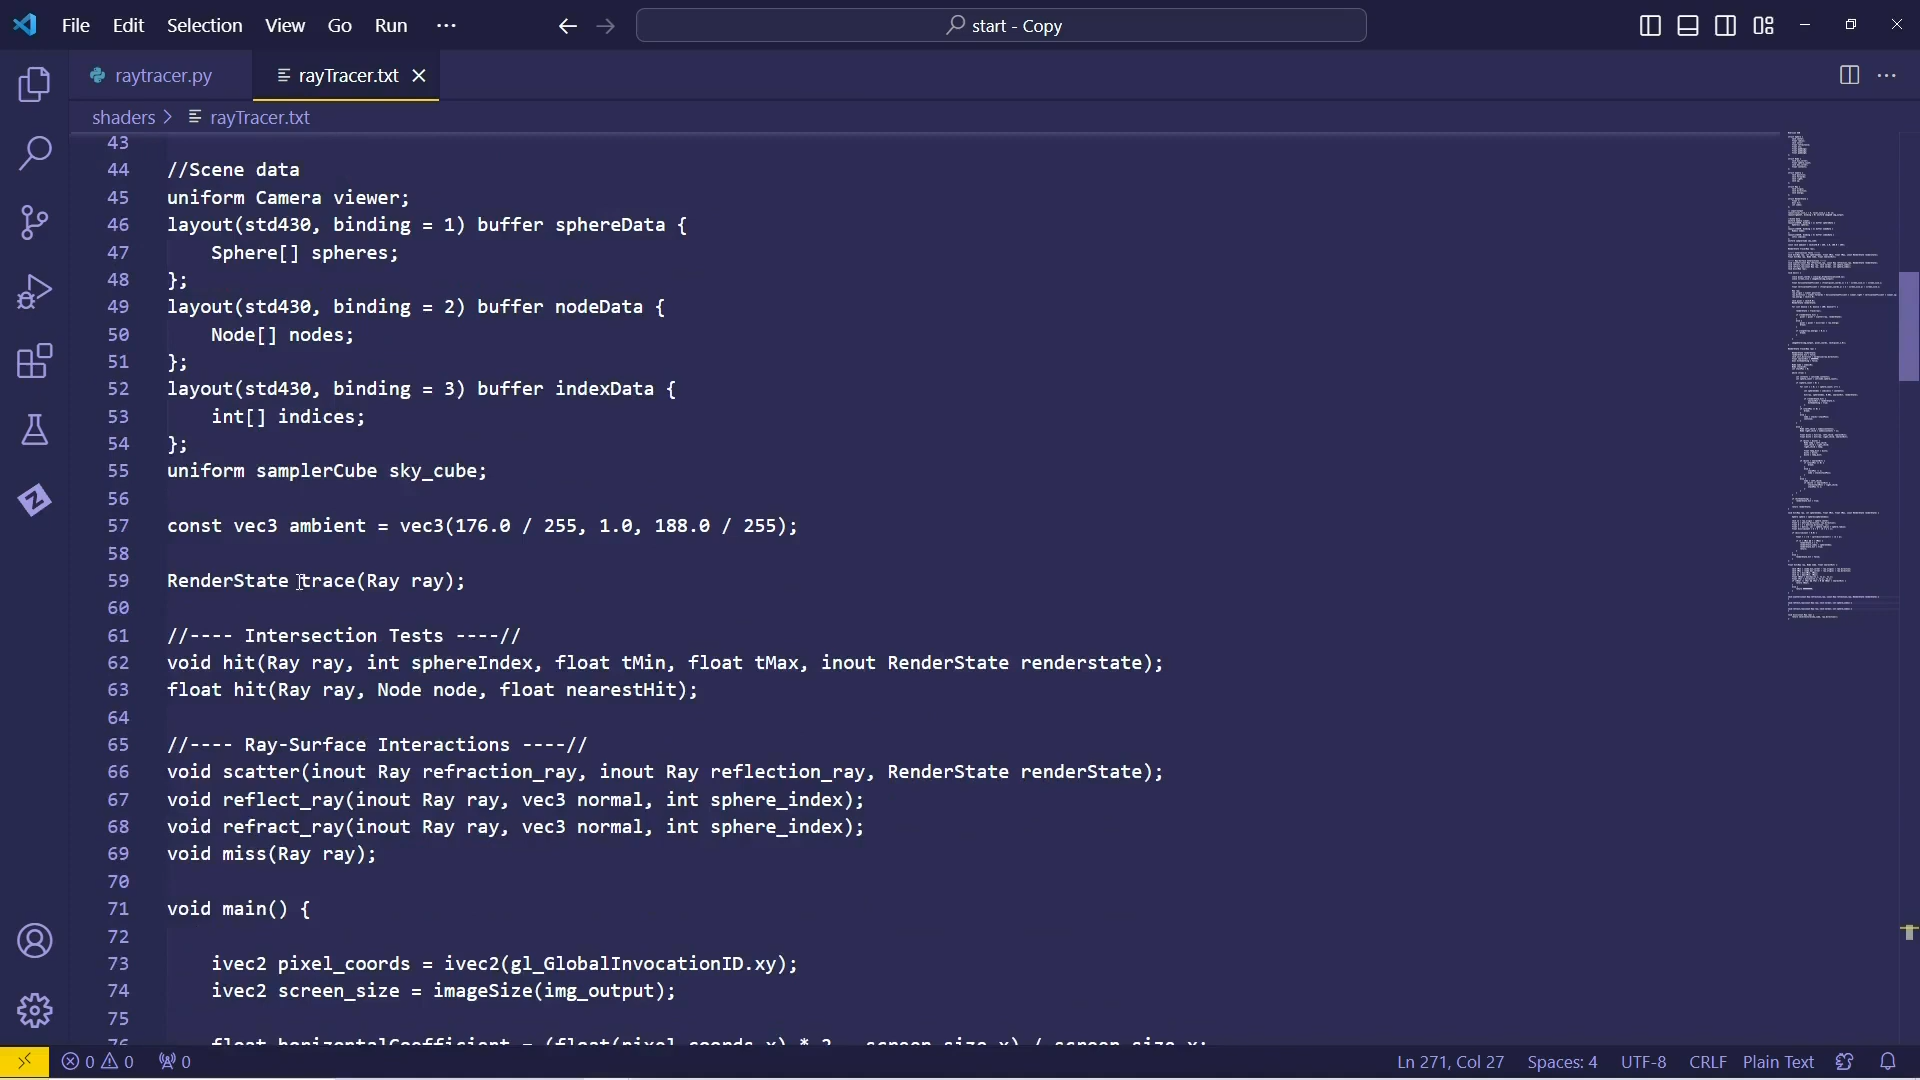 File Edit Selection View Go Run ···
start - Copy
raytracer.py
rayTracer.txt
shaders > rayTracer.txt
43
44 //Scene data
45 uniform Camera viewer;
46 layout(std430, binding = 1) buffer sphereData {
47     Sphere[] spheres;
48 };
49 layout(std430, binding = 2) buffer nodeData {
50     Node[] nodes;
51 };
52 layout(std430, binding = 3) buffer indexData {
53     int[] indices;
54 };
55 uniform samplerCube sky_cube;
56
57 const vec3 ambient = vec3(176.0 / 255, 1.0, 188.0 / 255);
58
59 RenderState trace(Ray ray);
60
61 //---- Intersection Tests ----//
62 void hit(Ray ray, int sphereIndex, float tMin, float tMax, inout RenderState renderstate);
63 float hit(Ray ray, Node node, float nearestHit);
64
65 //---- Ray-Surface Interactions ----//
66 void scatter(inout Ray refraction_ray, inout Ray reflection_ray, RenderState renderState);
67 void reflect_ray(inout Ray ray, vec3 normal, int sphere_index);
68 void refract_ray(inout Ray ray, vec3 normal, int sphere_index);
69 void miss(Ray ray);
70
71 void main() {
72
73     ivec2 pixel_coords = ivec2(gl_GlobalInvocationID.xy);
74     ivec2 screen_size = imageSize(img_output);
75
76     float horizontalCoefficient = (float(pixel_coords.x) * 2 - screen_size.x) / screen_size.x;
0 0 0
Ln 271, Col 27 Spaces: 4 UTF-8 CRLF Plain Text